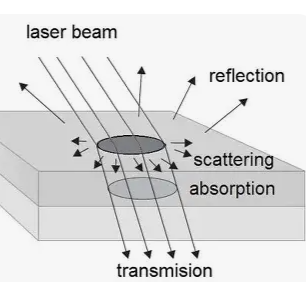 laser beam
reflection
scattering
absorption
transmision